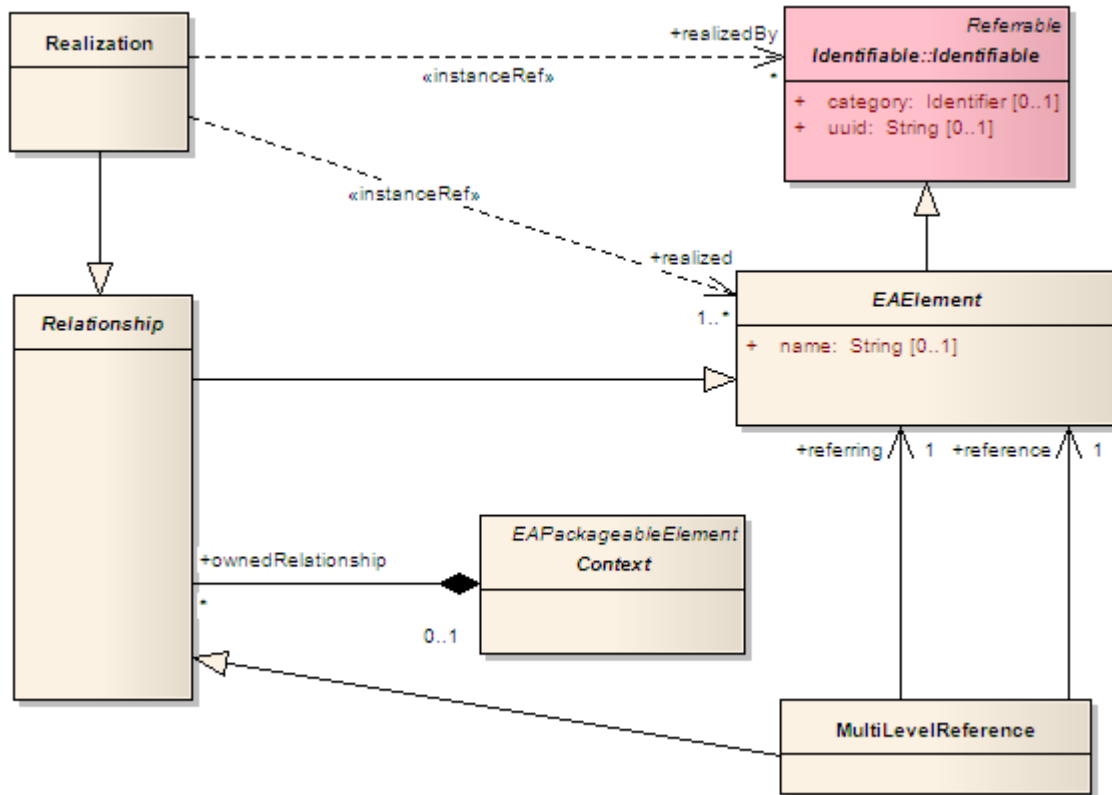 Realization
+realizedBy
«instanceRef»
*
Referrable
Identifiable::Identifiable
+ category: Identifier [0..1]
+ uuid: String [0..1]
«instanceRef»
+realized
1..*
EAElement
+ name: String [0..1]
Relationship
+referring 1 +reference 1
+ownedRelationship
*
0..1
EAPackageableElement
Context
MultiLevelReference